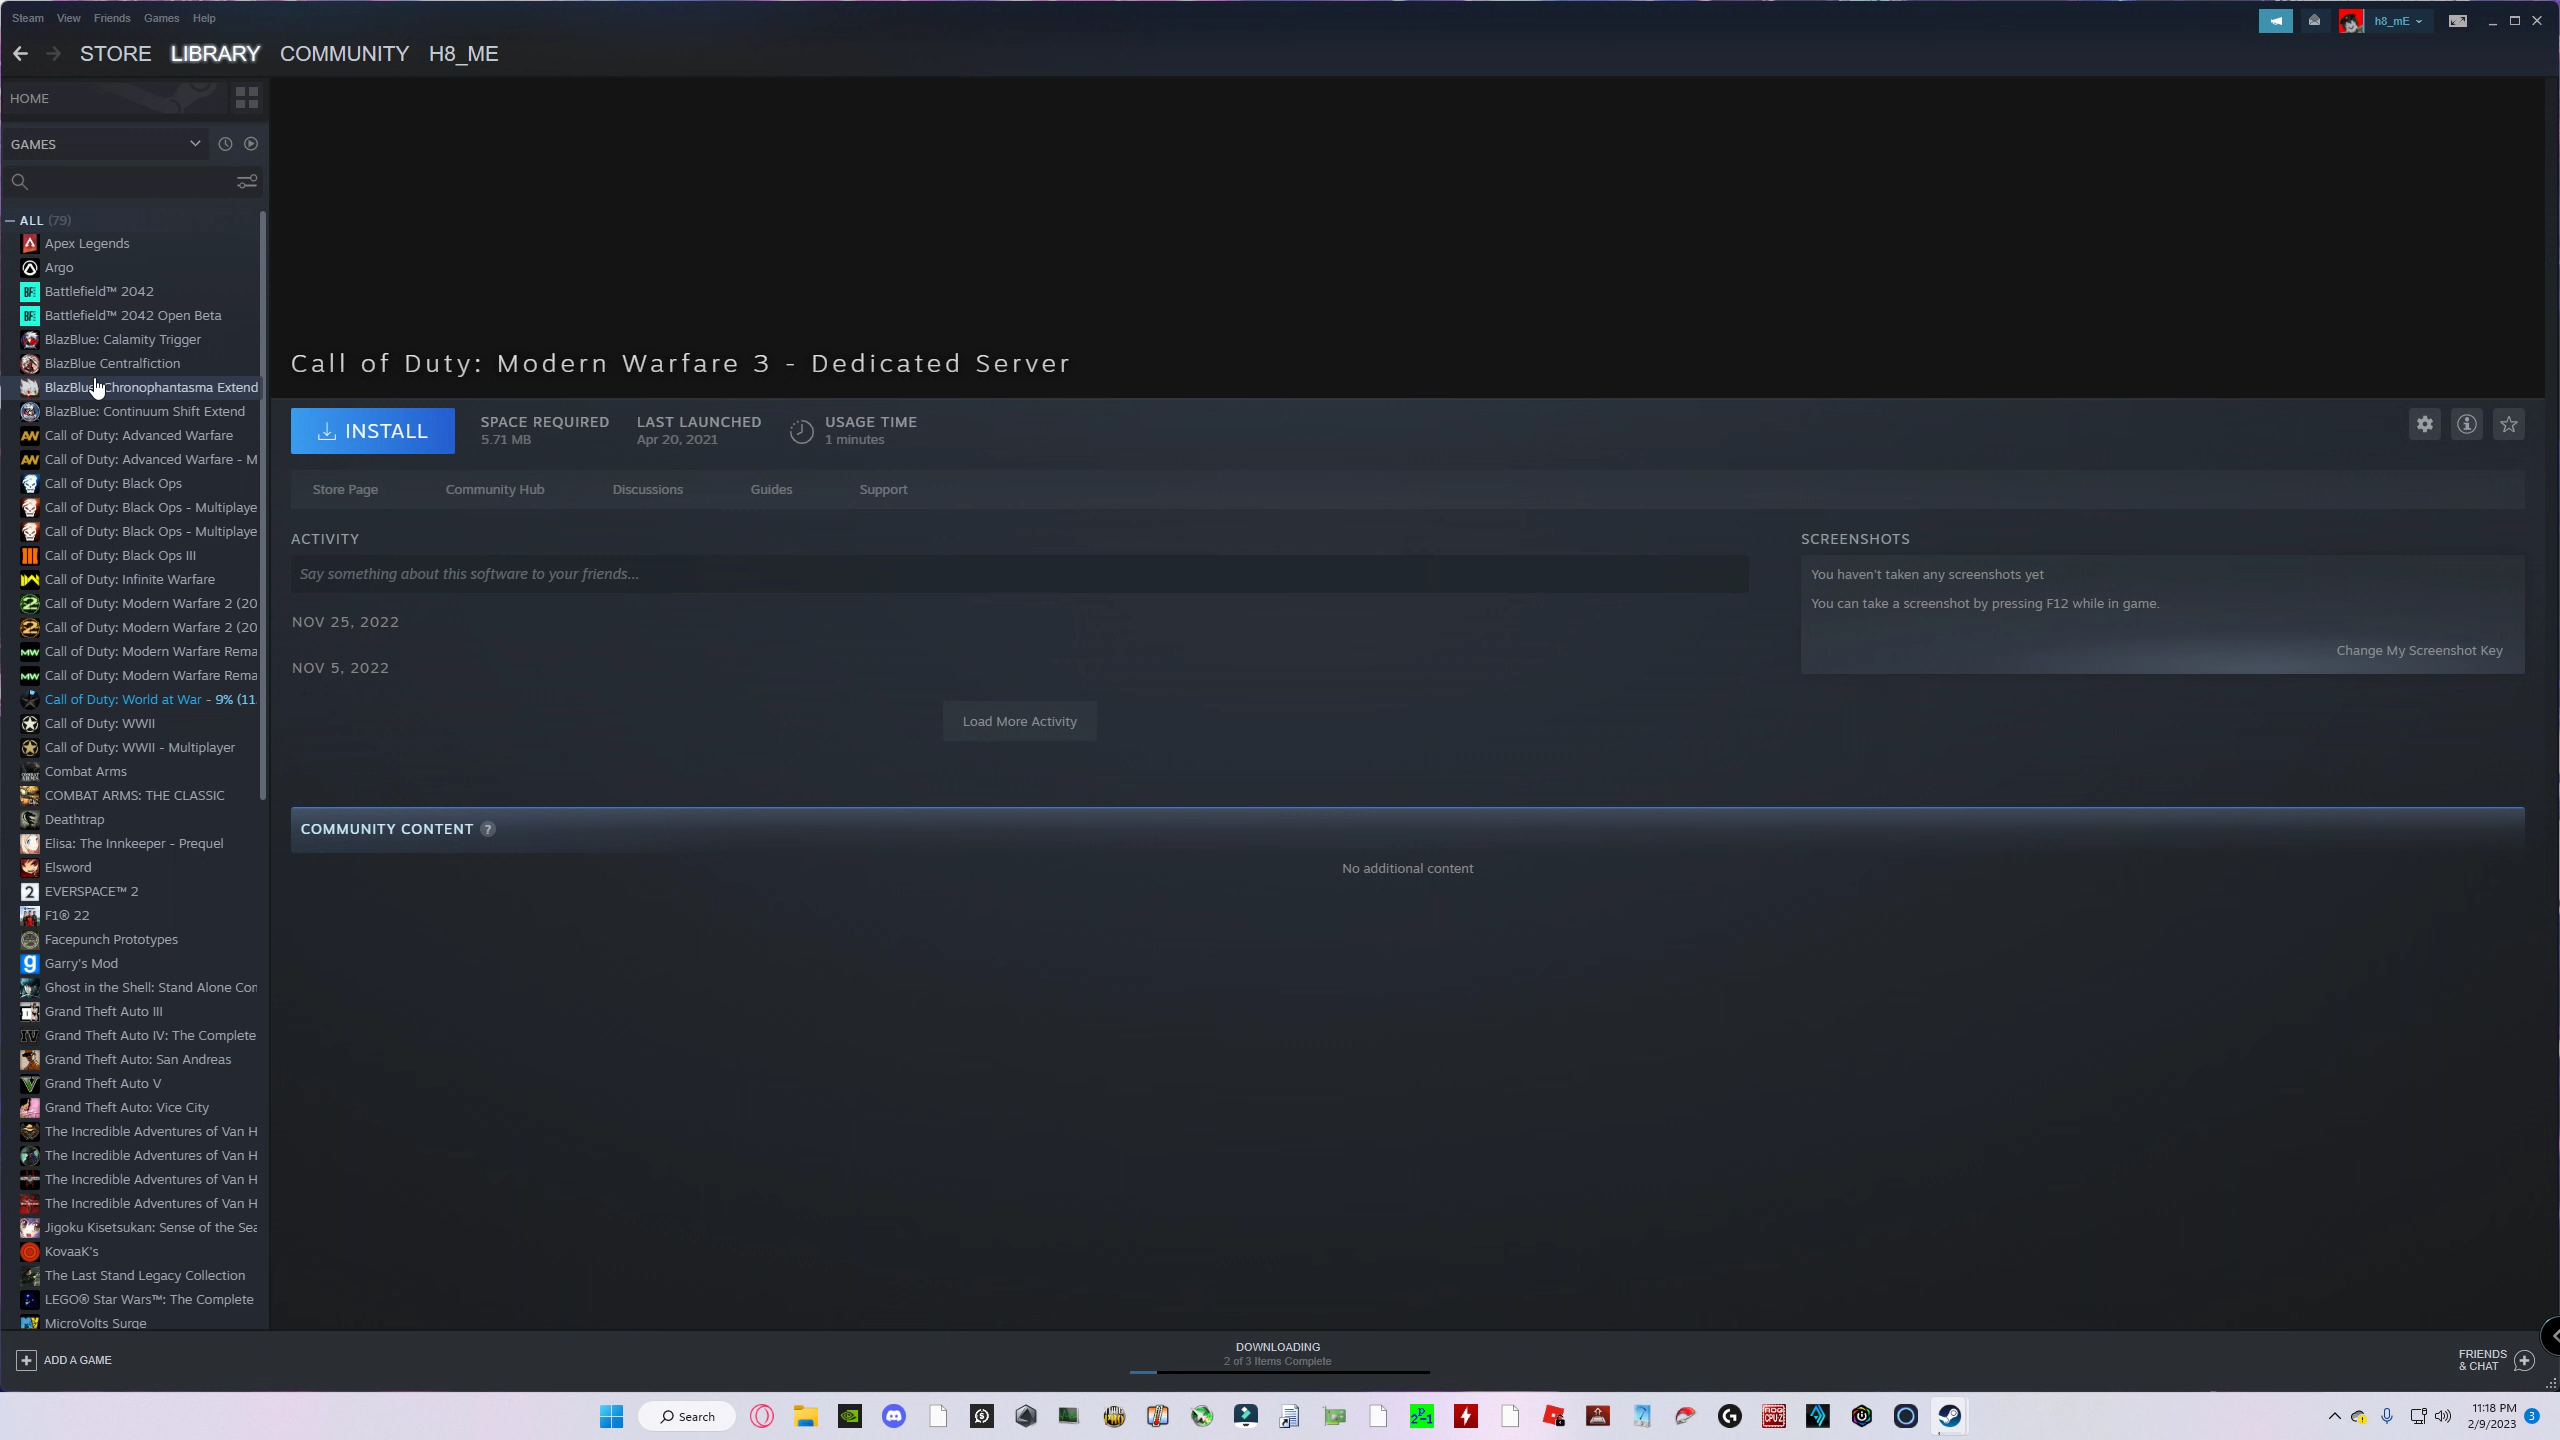 Steam View Friends Games Help
h8_mE
STORE LIBRARY COMMUNITY H8_ME
HOME
GAMES
ALL (79)
Apex Legends
Argo
Battlefield™ 2042
Battlefield™ 2042 Open Beta
BlazBlue: Calamity Trigger
BlazBlue Centralfiction
BlazBlue Chronophantasma Extend
BlazBlue: Continuum Shift Extend
Call of Duty: Advanced Warfare
Call of Duty: Advanced Warfare - M
Call of Duty: Black Ops
Call of Duty: Black Ops - Multiplaye
Call of Duty: Black Ops - Multiplaye
Call of Duty: Black Ops III
Call of Duty: Infinite Warfare
Call of Duty: Modern Warfare 2 (20
Call of Duty: Modern Warfare 2 (20
Call of Duty: Modern Warfare Rema
Call of Duty: Modern Warfare Rema
Call of Duty: World at War - 9% (11
Call of Duty: WWII
Call of Duty: WWII - Multiplayer
Combat Arms
COMBAT ARMS: THE CLASSIC
Deathtrap
Elisa: The Innkeeper - Prequel
Elsword
EVERSPACE™ 2
F1® 22
Facepunch Prototypes
Garry's Mod
Ghost in the Shell: Stand Alone Con
Grand Theft Auto III
Grand Theft Auto IV: The Complete
Grand Theft Auto: San Andreas
Grand Theft Auto V
Grand Theft Auto: Vice City
The Incredible Adventures of Van H
The Incredible Adventures of Van H
The Incredible Adventures of Van H
The Incredible Adventures of Van H
Jigoku Kisetsukan: Sense of the Sea
KovaaK's
The Last Stand Legacy Collection
LEGO® Star Wars™: The Complete
MicroVolts Surge
Call of Duty: Modern Warfare 3 - Dedicated Server
INSTALL
SPACE REQUIRED
5.71 MB
LAST LAUNCHED
Apr 20, 2021
USAGE TIME
1 minutes
Store Page Community Hub Discussions Guides Support
ACTIVITY
Say something about this software to your friends...
NOV 25, 2022
NOV 5, 2022
Load More Activity
SCREENSHOTS
You haven't taken any screenshots yet
You can take a screenshot by pressing F12 while in game.
Change My Screenshot Key
COMMUNITY CONTENT ?
No additional content
ADD A GAME
DOWNLOADING
2 of 3 Items Complete
FRIENDS
& CHAT
Search
11:18 PM
2/9/2023
3